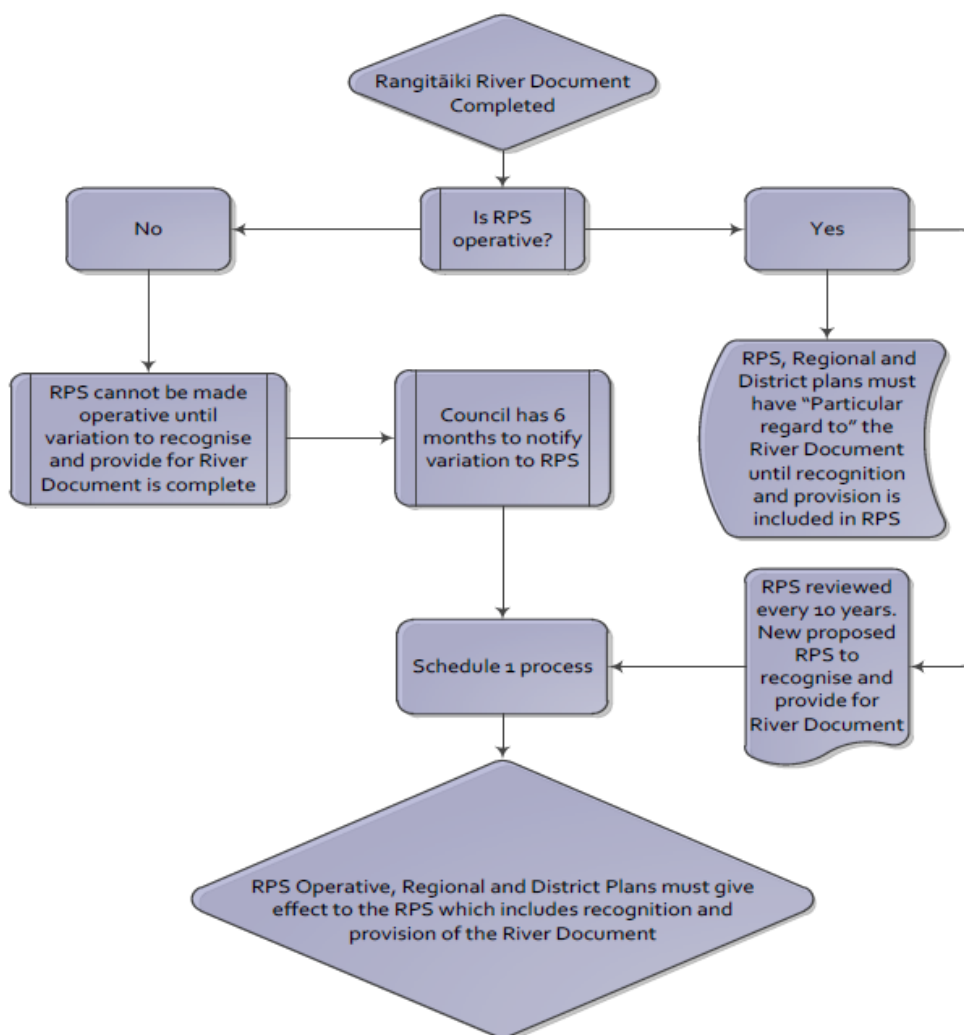 Rangitāiki River Document
Completed
No
Is RPS
operative?
Yes
RPS cannot be made
operative until
variation to recognise
and provide for River
Document is complete
Council has 6
months to notify
variation to RPS
RPS, Regional and
District plans must
have “Particular
regard to” the
River Document
until recognition
and provision is
included in RPS
Schedule 1 process
RPS reviewed
every 10 years.
New proposed
RPS to
recognise and
provide for
River Document
RPS Operative, Regional and District Plans must give
effect to the RPS which includes recognition and
provision of the River Document